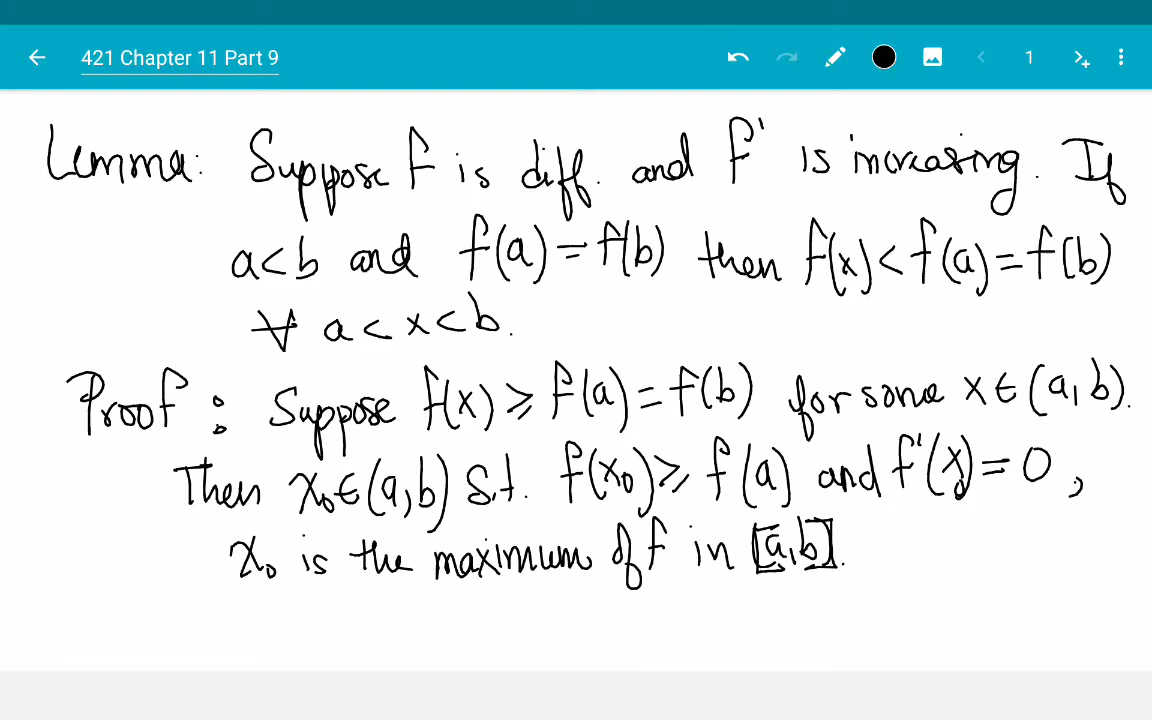 421 Chapter 11 Part 9
1
Lemma: Suppose f is diff. and f' is increasing. If
a<b and f(a)=f(b) then f(x)<f(a)=f(b)
∀ a<x<b.
Proof: Suppose f(x)⩾f(a)=f(b) for some x∈(a,b).
Then x₀∈(a,b) s.t. f(x₀)⩾f(a) and f'(x₀)=0,
x₀ is the maximum of f in [a,b].